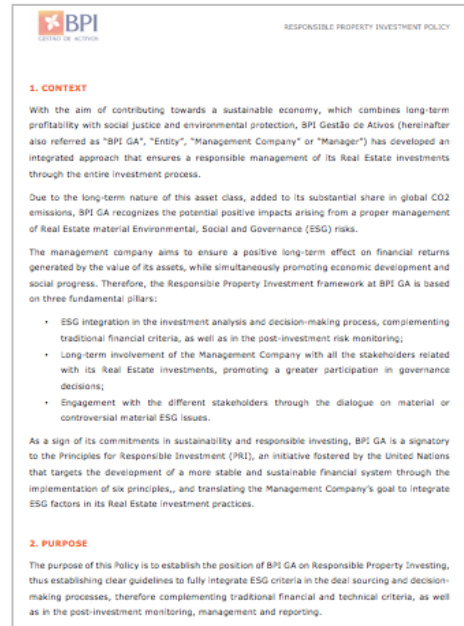 BPI
GESTÃO DE ACTIVOS
RESPONSIBLE PROPERTY INVESTMENT POLICY
1. CONTEXT
With the aim of contributing towards a sustainable economy, which combines long-term
profitability with social justice and environmental protection, BPI Gestão de Ativos (hereinafter
also referred as “BPI GA”, “Entity”, “Management Company” or “Manager”) has developed an
integrated approach that ensures a responsible management of its Real Estate investments
through the entire investment process.
Due to the long-term nature of this asset class, added to its substantial share in global CO2
emissions, BPI GA recognizes the potential positive impacts arising from a proper management
of Real Estate material Environmental, Social and Governance (ESG) risks.
The management company aims to ensure a positive long-term effect on financial returns
generated by the value of its assets, while simultaneously promoting economic development and
social progress. Therefore, the Responsible Property Investment framework at BPI GA is based
on three fundamental pillars:
• ESG integration in the investment analysis and decision-making process, complementing
traditional financial criteria, as well as in the post-investment risk monitoring;
• Long-term involvement of the Management Company with all the stakeholders related
with its Real Estate investments, promoting a greater participation in governance
decisions;
• Engagement with the different stakeholders through the dialogue on material or
controversial material ESG issues.
As a sign of its commitments in sustainability and responsible investing, BPI GA is a signatory
to the Principles for Responsible Investment (PRI), an initiative fostered by the United Nations
that targets the development of a more stable and sustainable financial system through the
implementation of six principles,, and translating the Management Company’s goal to integrate
ESG factors in its Real Estate investment practices.
2. PURPOSE
The purpose of this Policy is to establish the position of BPI GA on Responsible Property Investing,
thus establishing clear guidelines to fully integrate ESG criteria in the deal sourcing and decision-
making processes, therefore complementing traditional financial and technical criteria, as well
as in the post-investment monitoring, management and reporting.